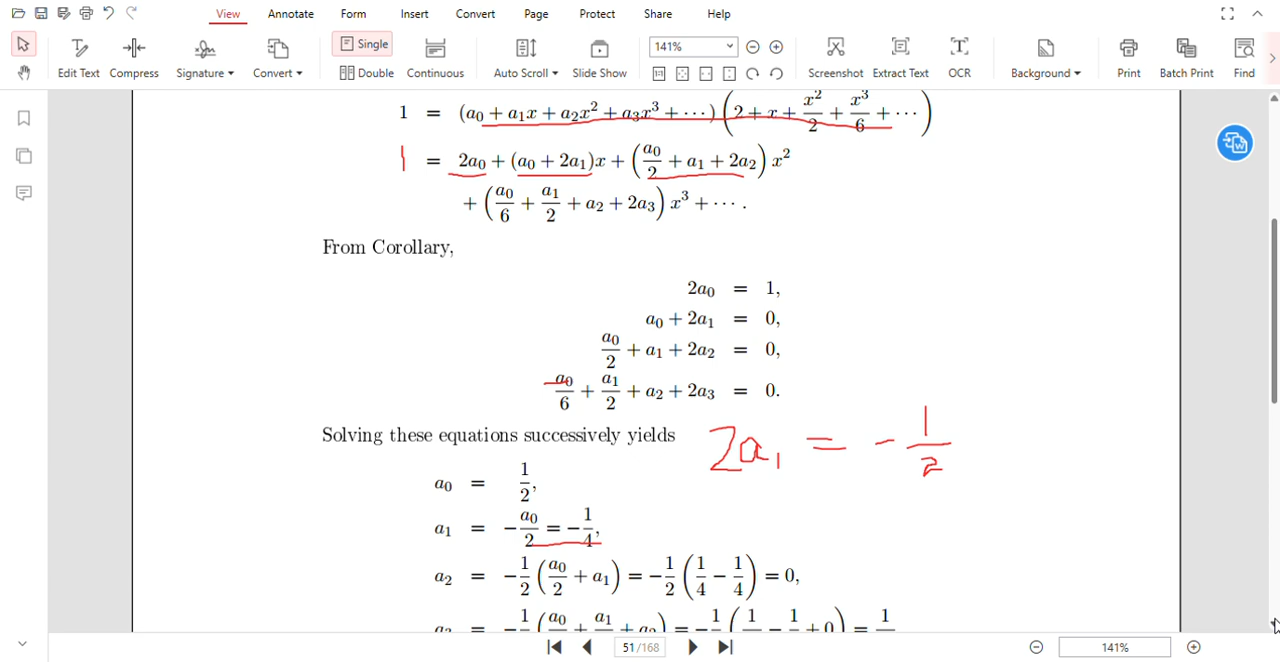 View Annotate Form Insert Convert Page Protect Share Help
Single 141%
Edit Text Compress Signature Convert Double Continuous Auto Scroll Slide Show Screenshot Extract Text OCR Background Print Batch Print Find
1 = (a₀ + a₁x + a₂x² + a₃x³ + ⋯) (2 + x + x²/2 + x³/6 + ⋯)
1 = 2a₀ + (a₀ + 2a₁)x + (a₀/2 + a₁ + 2a₂) x²
+ (a₀/6 + a₁/2 + a₂ + 2a₃) x³ + ⋯ .
From Corollary,
2a₀ = 1,
a₀ + 2a₁ = 0,
a₀/2 + a₁ + 2a₂ = 0,
a₀/6 + a₁/2 + a₂ + 2a₃ = 0.
Solving these equations successively yields
2a₁ = - 1/2
a₀ = 1/2,
a₁ = −a₀/2 = −1/4,
a₂ = −1/2 (a₀/2 + a₁) = −1/2 (1/4 − 1/4) = 0,
51/168
141%